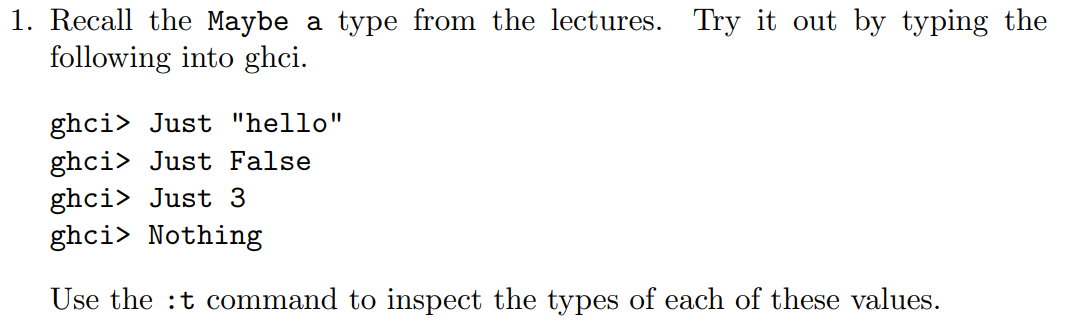 1. Recall the Maybe a type from the lectures. Try it out by typing the
following into ghci.
ghci> Just "hello"
ghci> Just False
ghci> Just 3
ghci> Nothing
Use the :t command to inspect the types of each of these values.